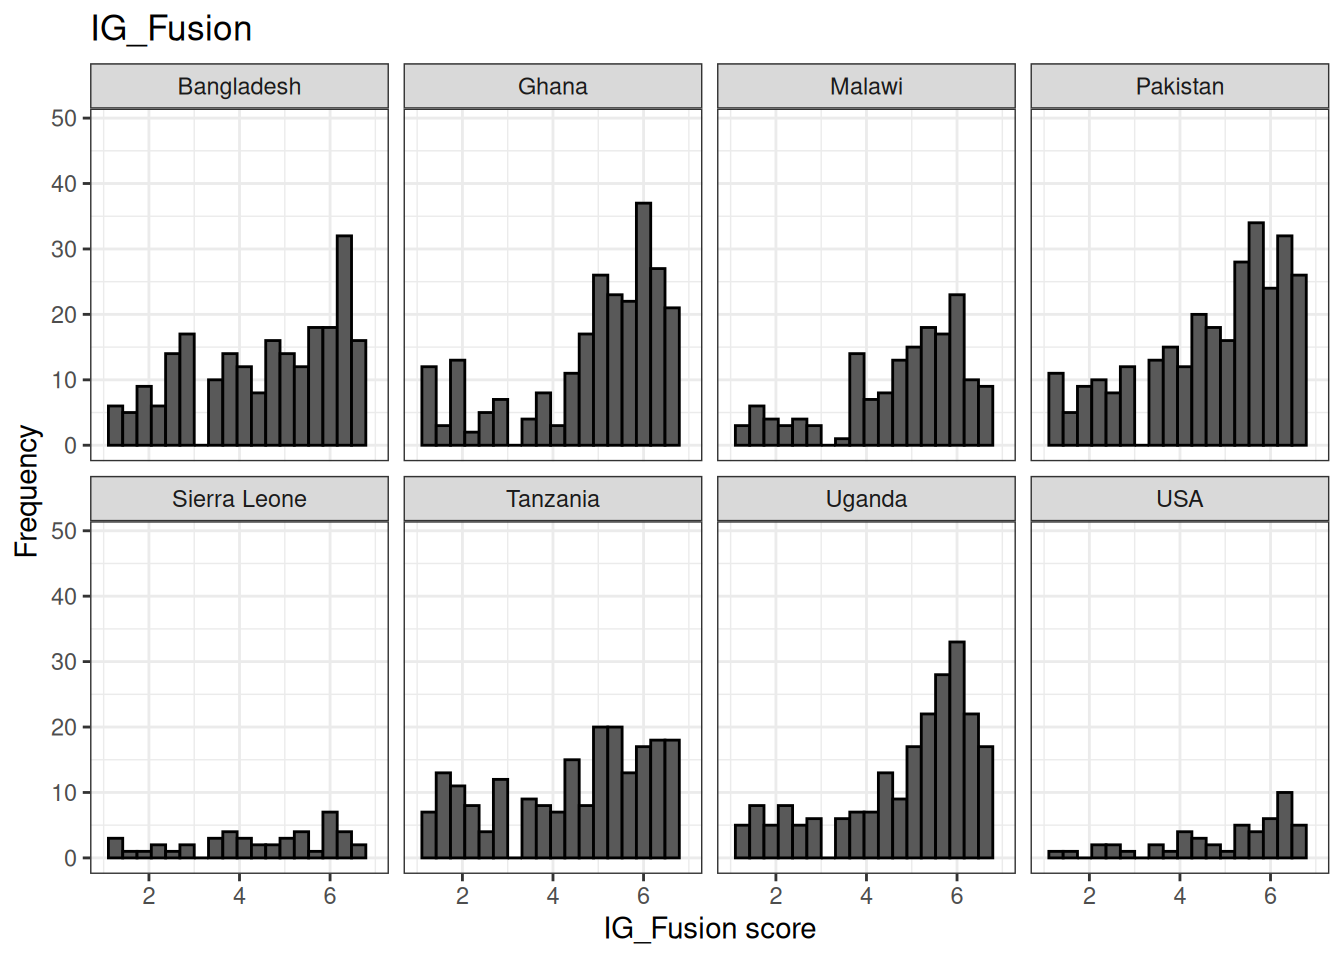 IG_Fusion
Bangladesh Ghana Malawi Pakistan
50
40
30
20
10
0
Sierra Leone Tanzania Uganda USA
50
40
30
20
10
0
2 4 6 2 4 6 2 4 6 2 4 6
IG_Fusion score
Frequency